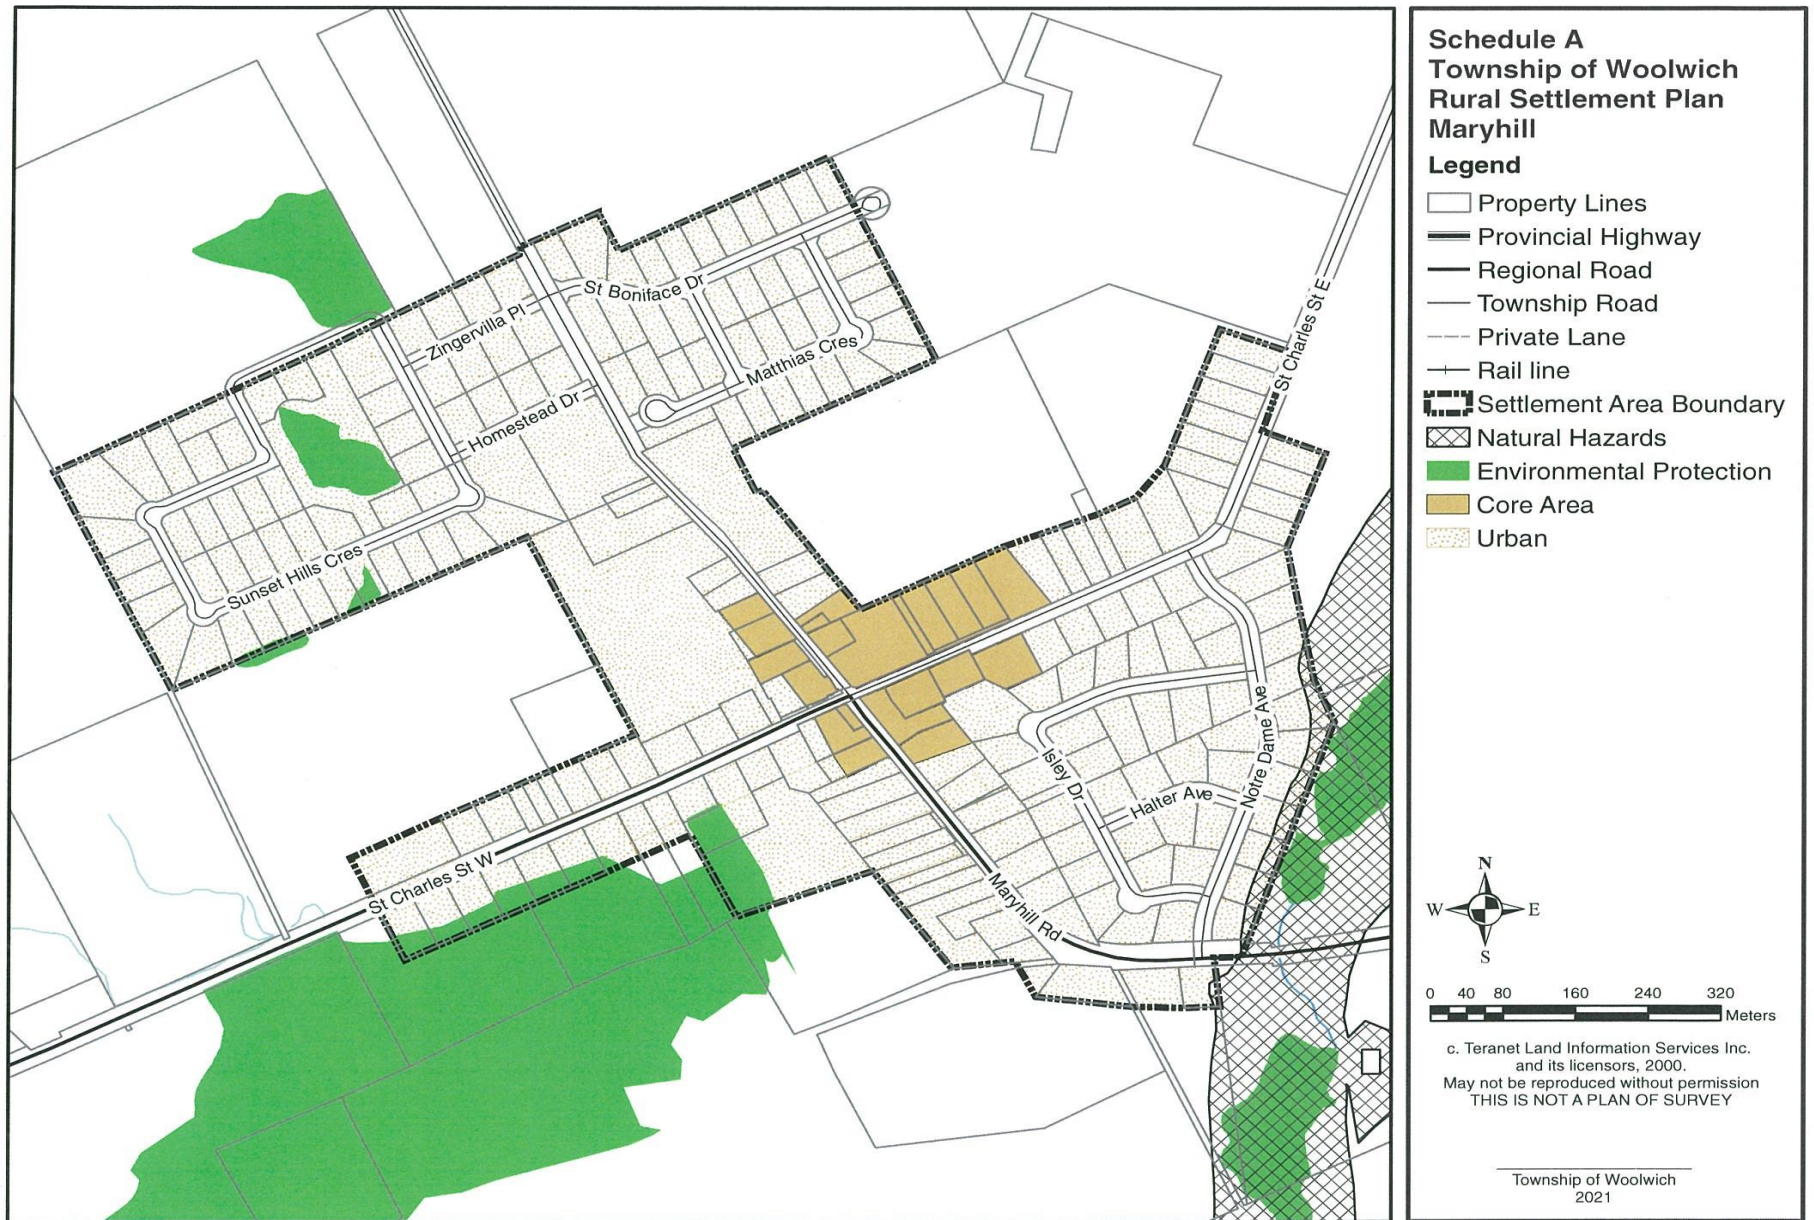 Schedule A
Township of Woolwich
Rural Settlement Plan
Maryhill
Legend
Property Lines
Provincial Highway
Regional Road
Township Road
Private Lane
Rail line
Settlement Area Boundary
Natural Hazards
Environmental Protection
Core Area
Urban
St Boniface Dr
Zingervilla Pl
Matthias Cres
Homestead Dr
St Charles St E
Sunset Hills Cres
Notre Dame Ave
Isley Dr
Halter Ave
St Charles St W
Maryhill Rd
N
W E
S
0 40 80 160 240 320
Meters
c. Teranet Land Information Services Inc.
and its licensors, 2000.
May not be reproduced without permission
THIS IS NOT A PLAN OF SURVEY
Township of Woolwich
2021